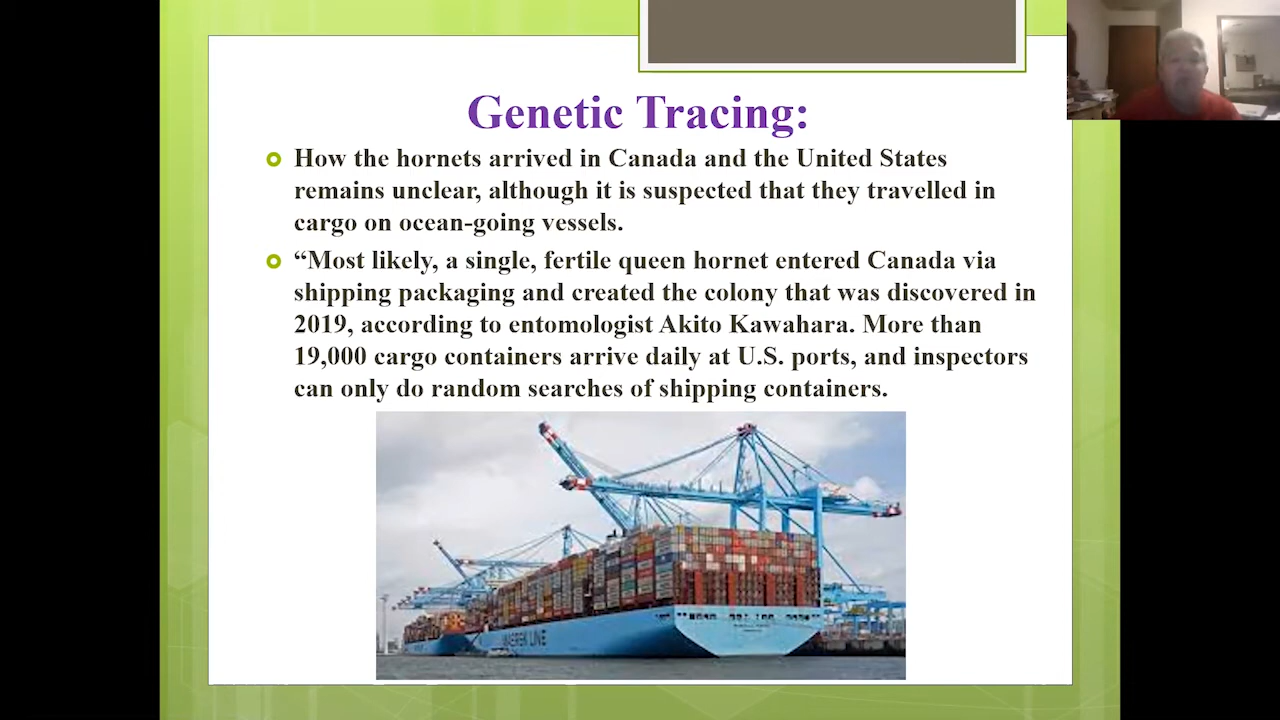 Genetic Tracing:
How the hornets arrived in Canada and the United States
remains unclear, although it is suspected that they travelled in
cargo on ocean-going vessels.
“Most likely, a single, fertile queen hornet entered Canada via
shipping packaging and created the colony that was discovered in
2019, according to entomologist Akito Kawahara. More than
19,000 cargo containers arrive daily at U.S. ports, and inspectors
can only do random searches of shipping containers.
MAERSK LINE